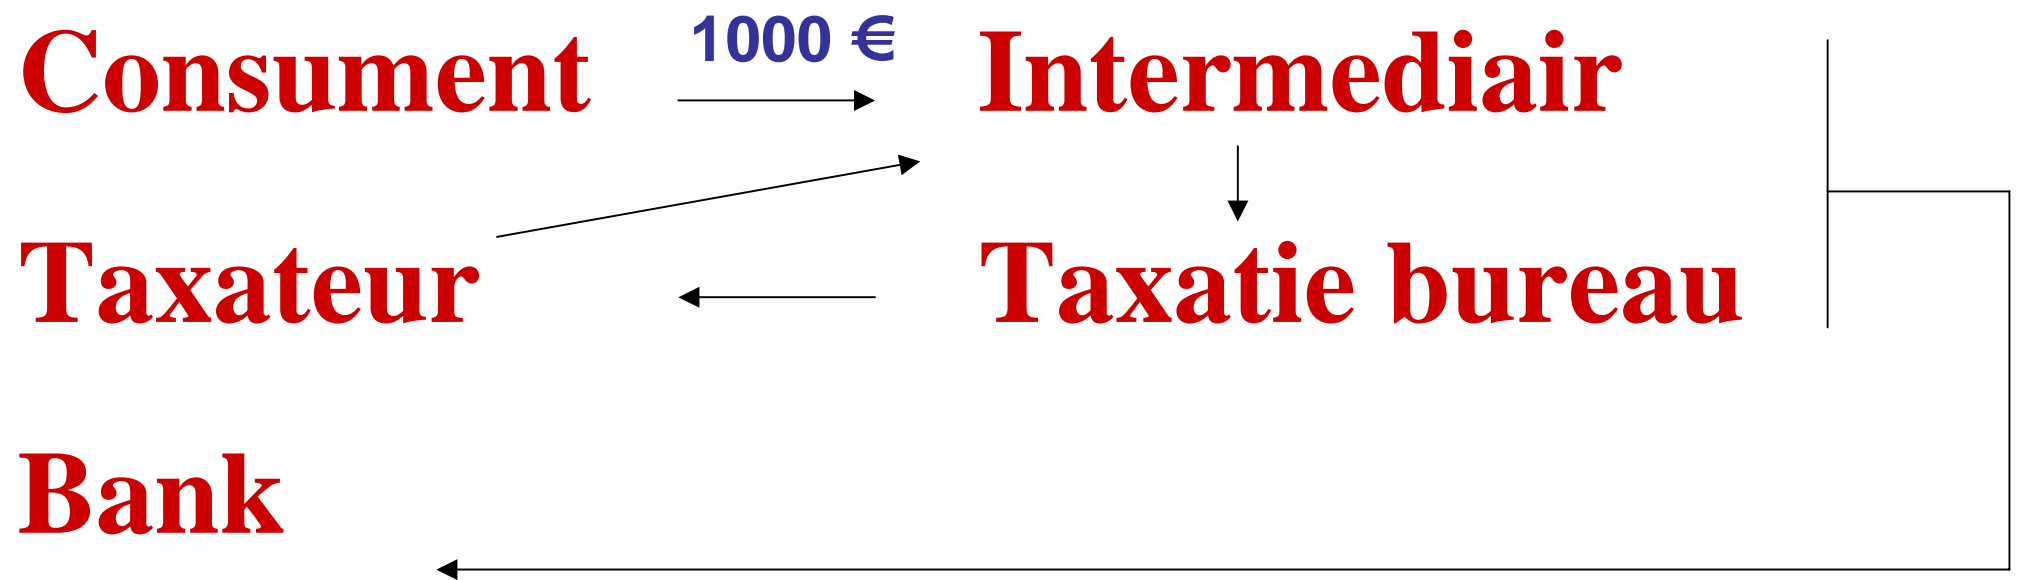 Consument 1000 € Intermediair
Taxateur Taxatie bureau
Bank